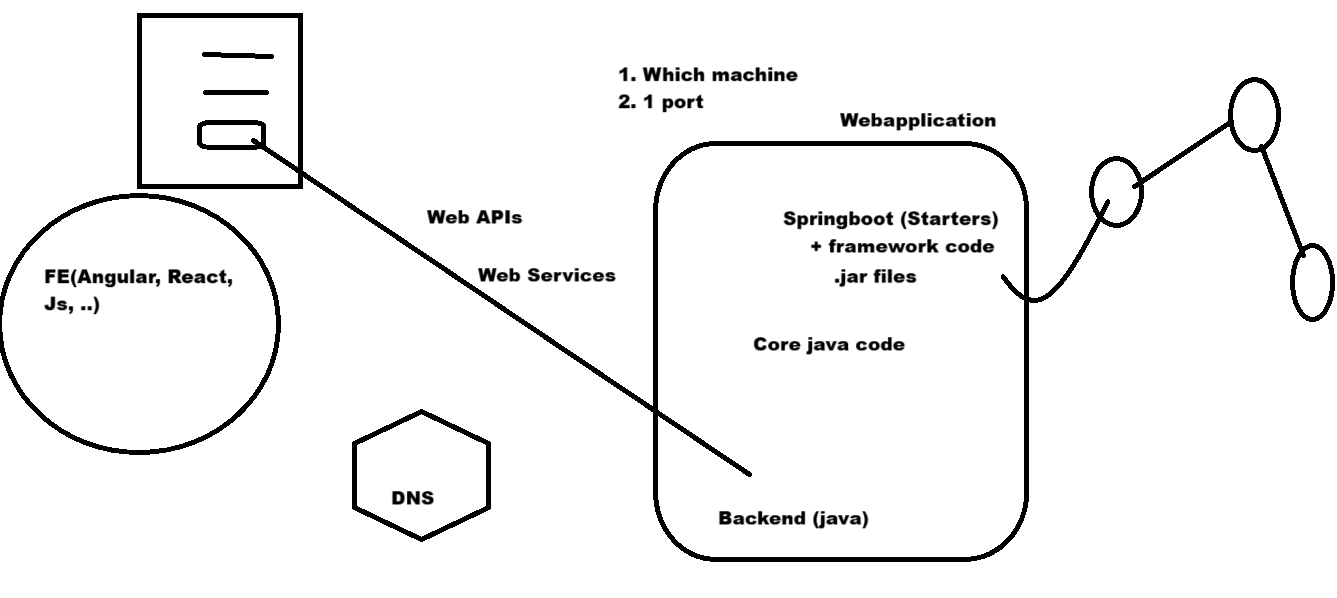 1. Which machine
2. 1 port
Webapplication
Web APIs
Web Services
FE(Angular, React,
Js, ..)
Springboot (Starters)
+ framework code
.jar files
Core java code
DNS
Backend (java)